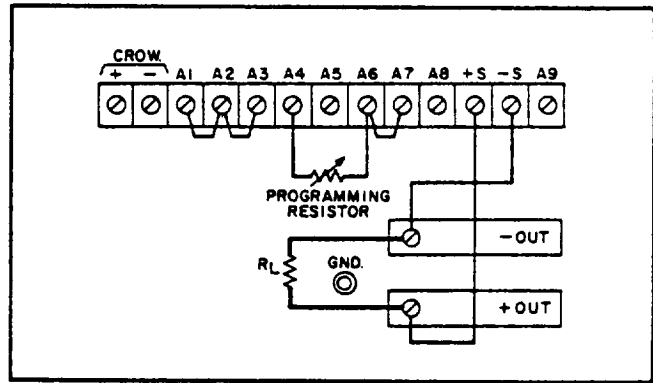 CROW.
+ - A1 A2 A3 A4 A5 A6 A7 A8 +S -S A9
PROGRAMMING
RESISTOR
-OUT
RL
GND.
+OUT